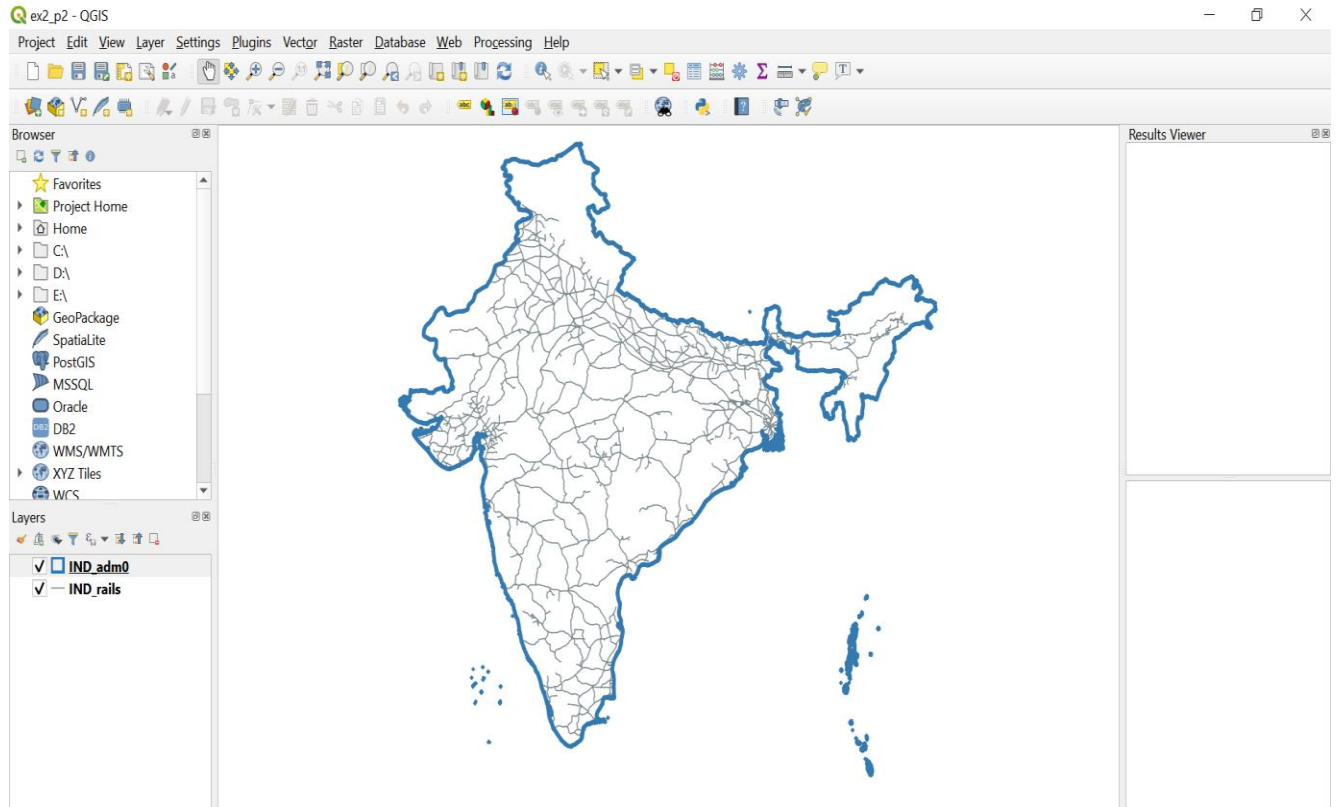 ex2_p2 - QGIS
Project Edit View Layer Settings Plugins Vector Raster Database Web Processing Help
Browser
Favorites
Project Home
Home
C:\
D:\
E:\
GeoPackage
SpatiaLite
PostGIS
MSSQL
Oracle
DB2
DB2
WMS/WMTS
XYZ Tiles
WCS
Layers
IND_adm0
IND_rails
Results Viewer